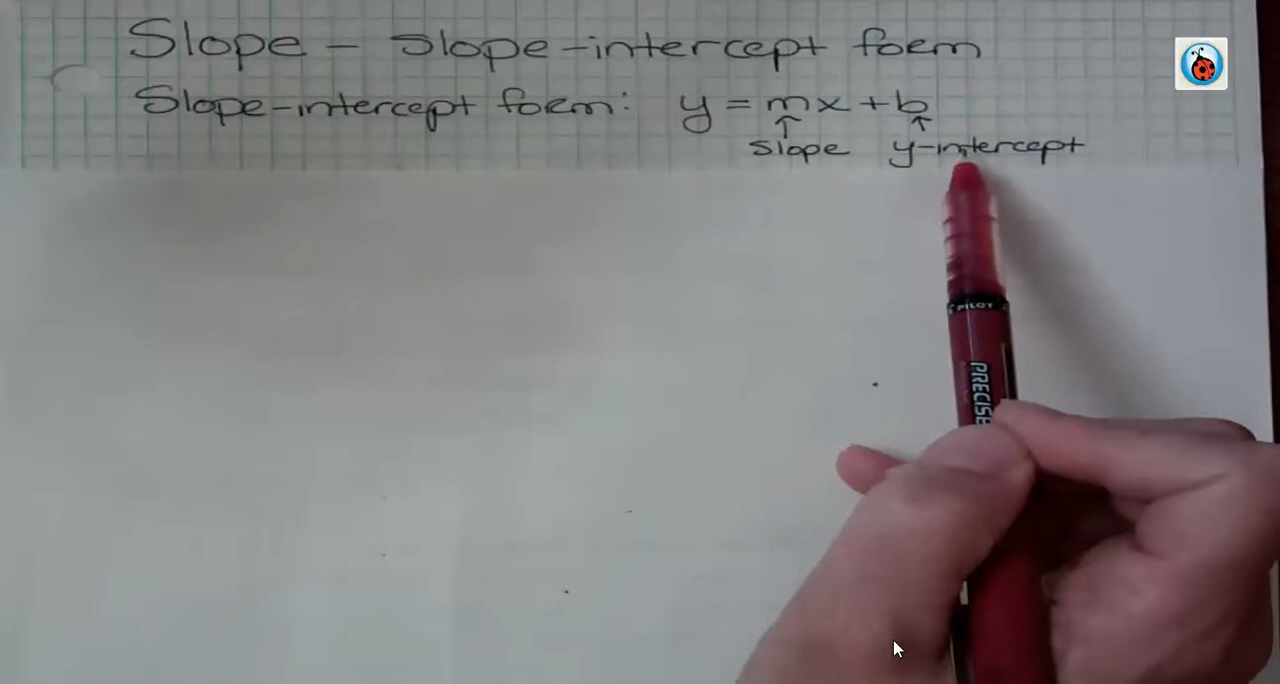 Slope - Slope-intercept form
Slope-intercept form: y = mx + b
↑ ↑
slope y-intercept
PILOT
PRECISE